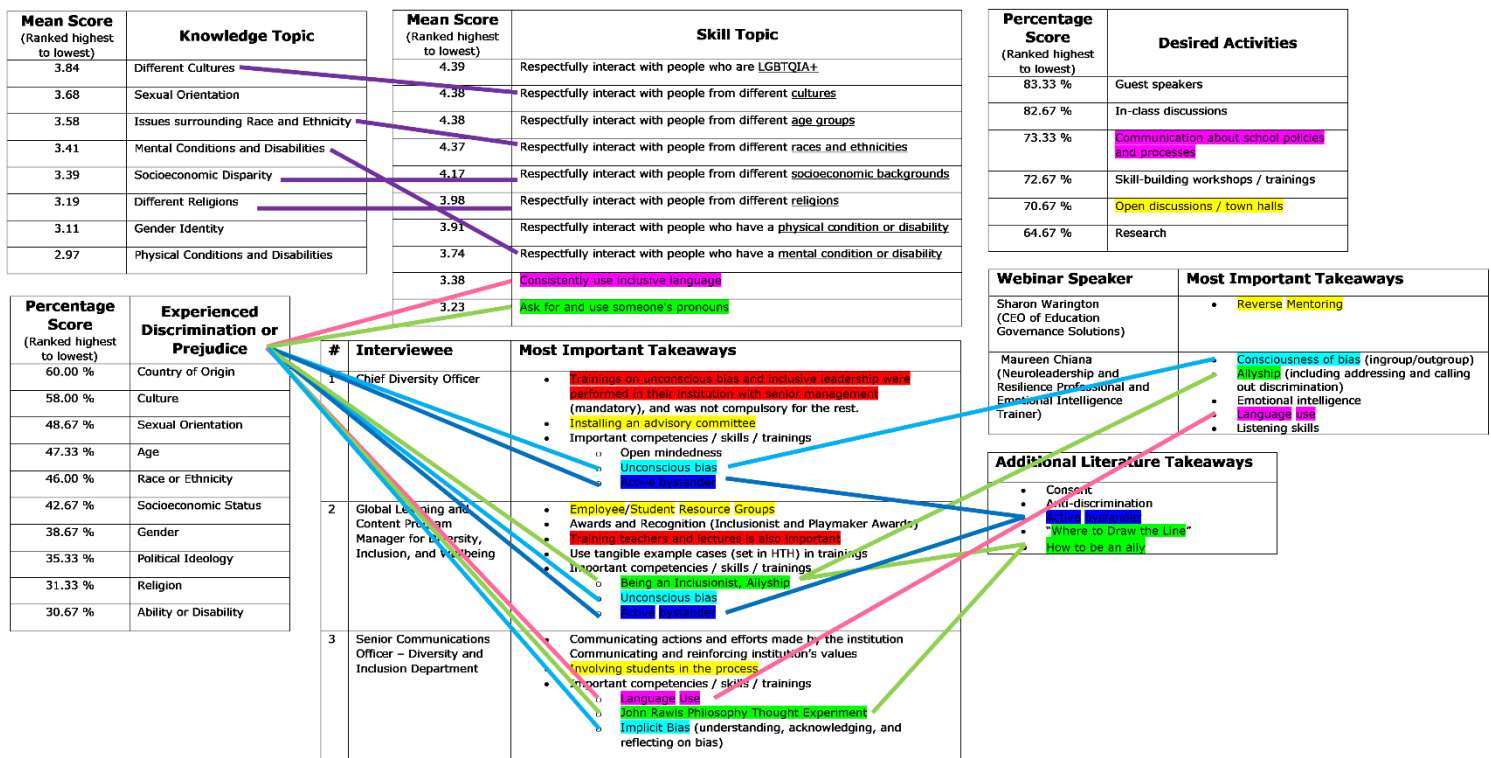 Mean Score
(Ranked highest
to lowest)
Knowledge Topic
3.84 Different Cultures
3.68 Sexual Orientation
3.58 Issues surrounding Race and Ethnicity
3.41 Mental Conditions and Disabilities
3.39 Socioeconomic Disparity
3.19 Different Religions
3.11 Gender Identity
2.97 Physical Conditions and Disabilities
Mean Score
(Ranked highest
to lowest)
Skill Topic
4.39 Respectfully interact with people who are LGBTQIA+
4.38 Respectfully interact with people from different cultures
4.38 Respectfully interact with people from different age groups
4.37 Respectfully interact with people from different races and ethnicities
4.17 Respectfully interact with people from different socioeconomic backgrounds
3.98 Respectfully interact with people from different religions
3.91 Respectfully interact with people who have a physical condition or disability
3.74 Respectfully interact with people who have a mental condition or disability
3.38 Consistently use inclusive language
3.23 Ask for and use someone's pronouns
Percentage
Score
(Ranked highest
to lowest)
Desired Activities
83.33 % Guest speakers
82.67 % In-class discussions
73.33 % Communication about school policies
and processes
72.67 % Skill-building workshops / trainings
70.67 % Open discussions / town halls
64.67 % Research
Percentage
Score
(Ranked highest
to lowest)
Experienced
Discrimination or
Prejudice
60.00 % Country of Origin
58.00 % Culture
48.67 % Sexual Orientation
47.33 % Age
46.00 % Race or Ethnicity
42.67 % Socioeconomic Status
38.67 % Gender
35.33 % Political Ideology
31.33 % Religion
30.67 % Ability or Disability
# Interviewee Most Important Takeaways
1 Chief Diversity Officer
• Trainings on unconscious bias and inclusive leadership were
performed in their institution with senior management
(mandatory), and was not compulsory for the rest.
• Installing an advisory committee
• Important competencies / skills / trainings
o Open mindedness
o Unconscious bias
o Active bystander
2 Global Learning and
Content Program
Manager for Diversity,
Inclusion, and Wellbeing
• Employee/Student Resource Groups
• Awards and Recognition (Inclusionist and Playmaker Awards)
• Training teachers and lectures is also important
• Use tangible example cases (set in HTH) in trainings
• Important competencies / skills / trainings
o Being an Inclusionist, Allyship
o Unconscious bias
o Active bystander
3 Senior Communications
Officer – Diversity and
Inclusion Department
• Communicating actions and efforts made by the institution
• Communicating and reinforcing institution's values
• Involving students in the process
• Important competencies / skills / trainings
o Language Use
o John Rawls Philosophy Thought Experiment
o Implicit Bias (understanding, acknowledging, and
reflecting on bias)
Webinar Speaker Most Important Takeaways
Sharon Warington
(CEO of Education
Governance Solutions)
• Reverse Mentoring
Maureen Chiana
(Neuroleadership and
Resilience Professional and
Emotional Intelligence
Trainer)
• Consciousness of bias (ingroup/outgroup)
• Allyship (including addressing and calling
out discrimination)
• Emotional intelligence
• Language use
• Listening skills
Additional Literature Takeaways
• Consent
• Anti-discrimination
• Active bystander
• "Where to Draw the Line"
• How to be an ally